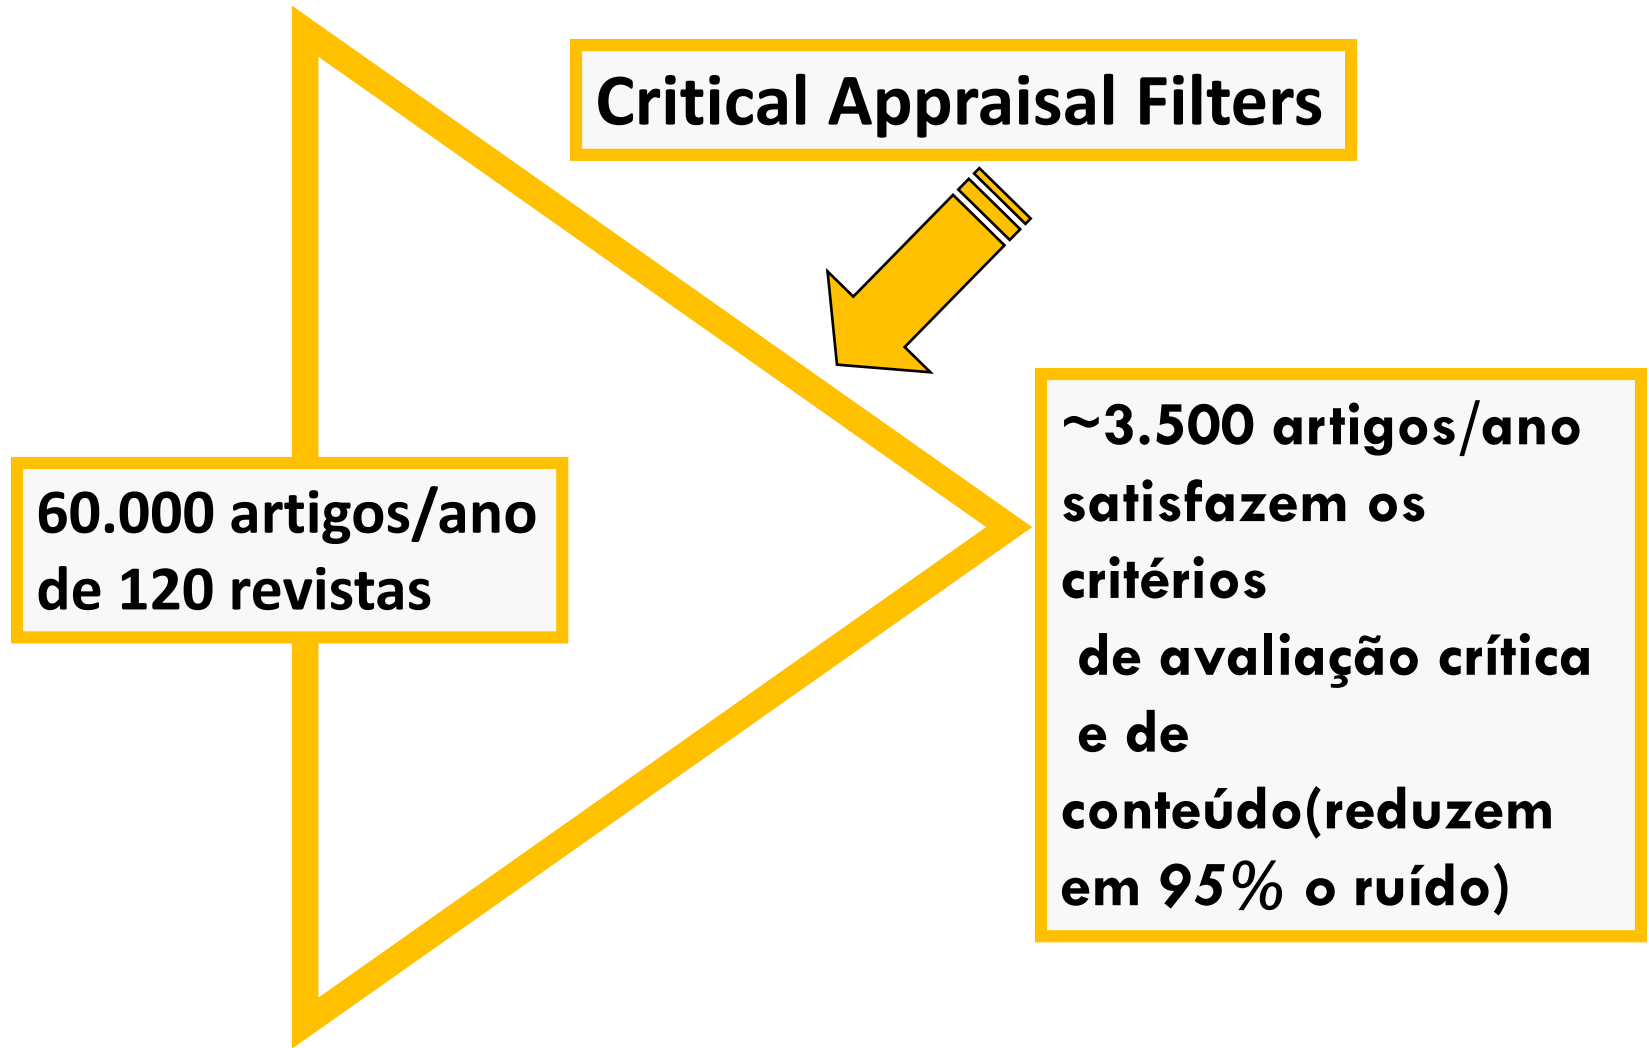 Critical Appraisal Filters
60.000 artigos/ano
de 120 revistas
~3.500 artigos/ano
satisfazem os
critérios
de avaliação crítica
e de
conteúdo(reduzem
em 95% o ruído)